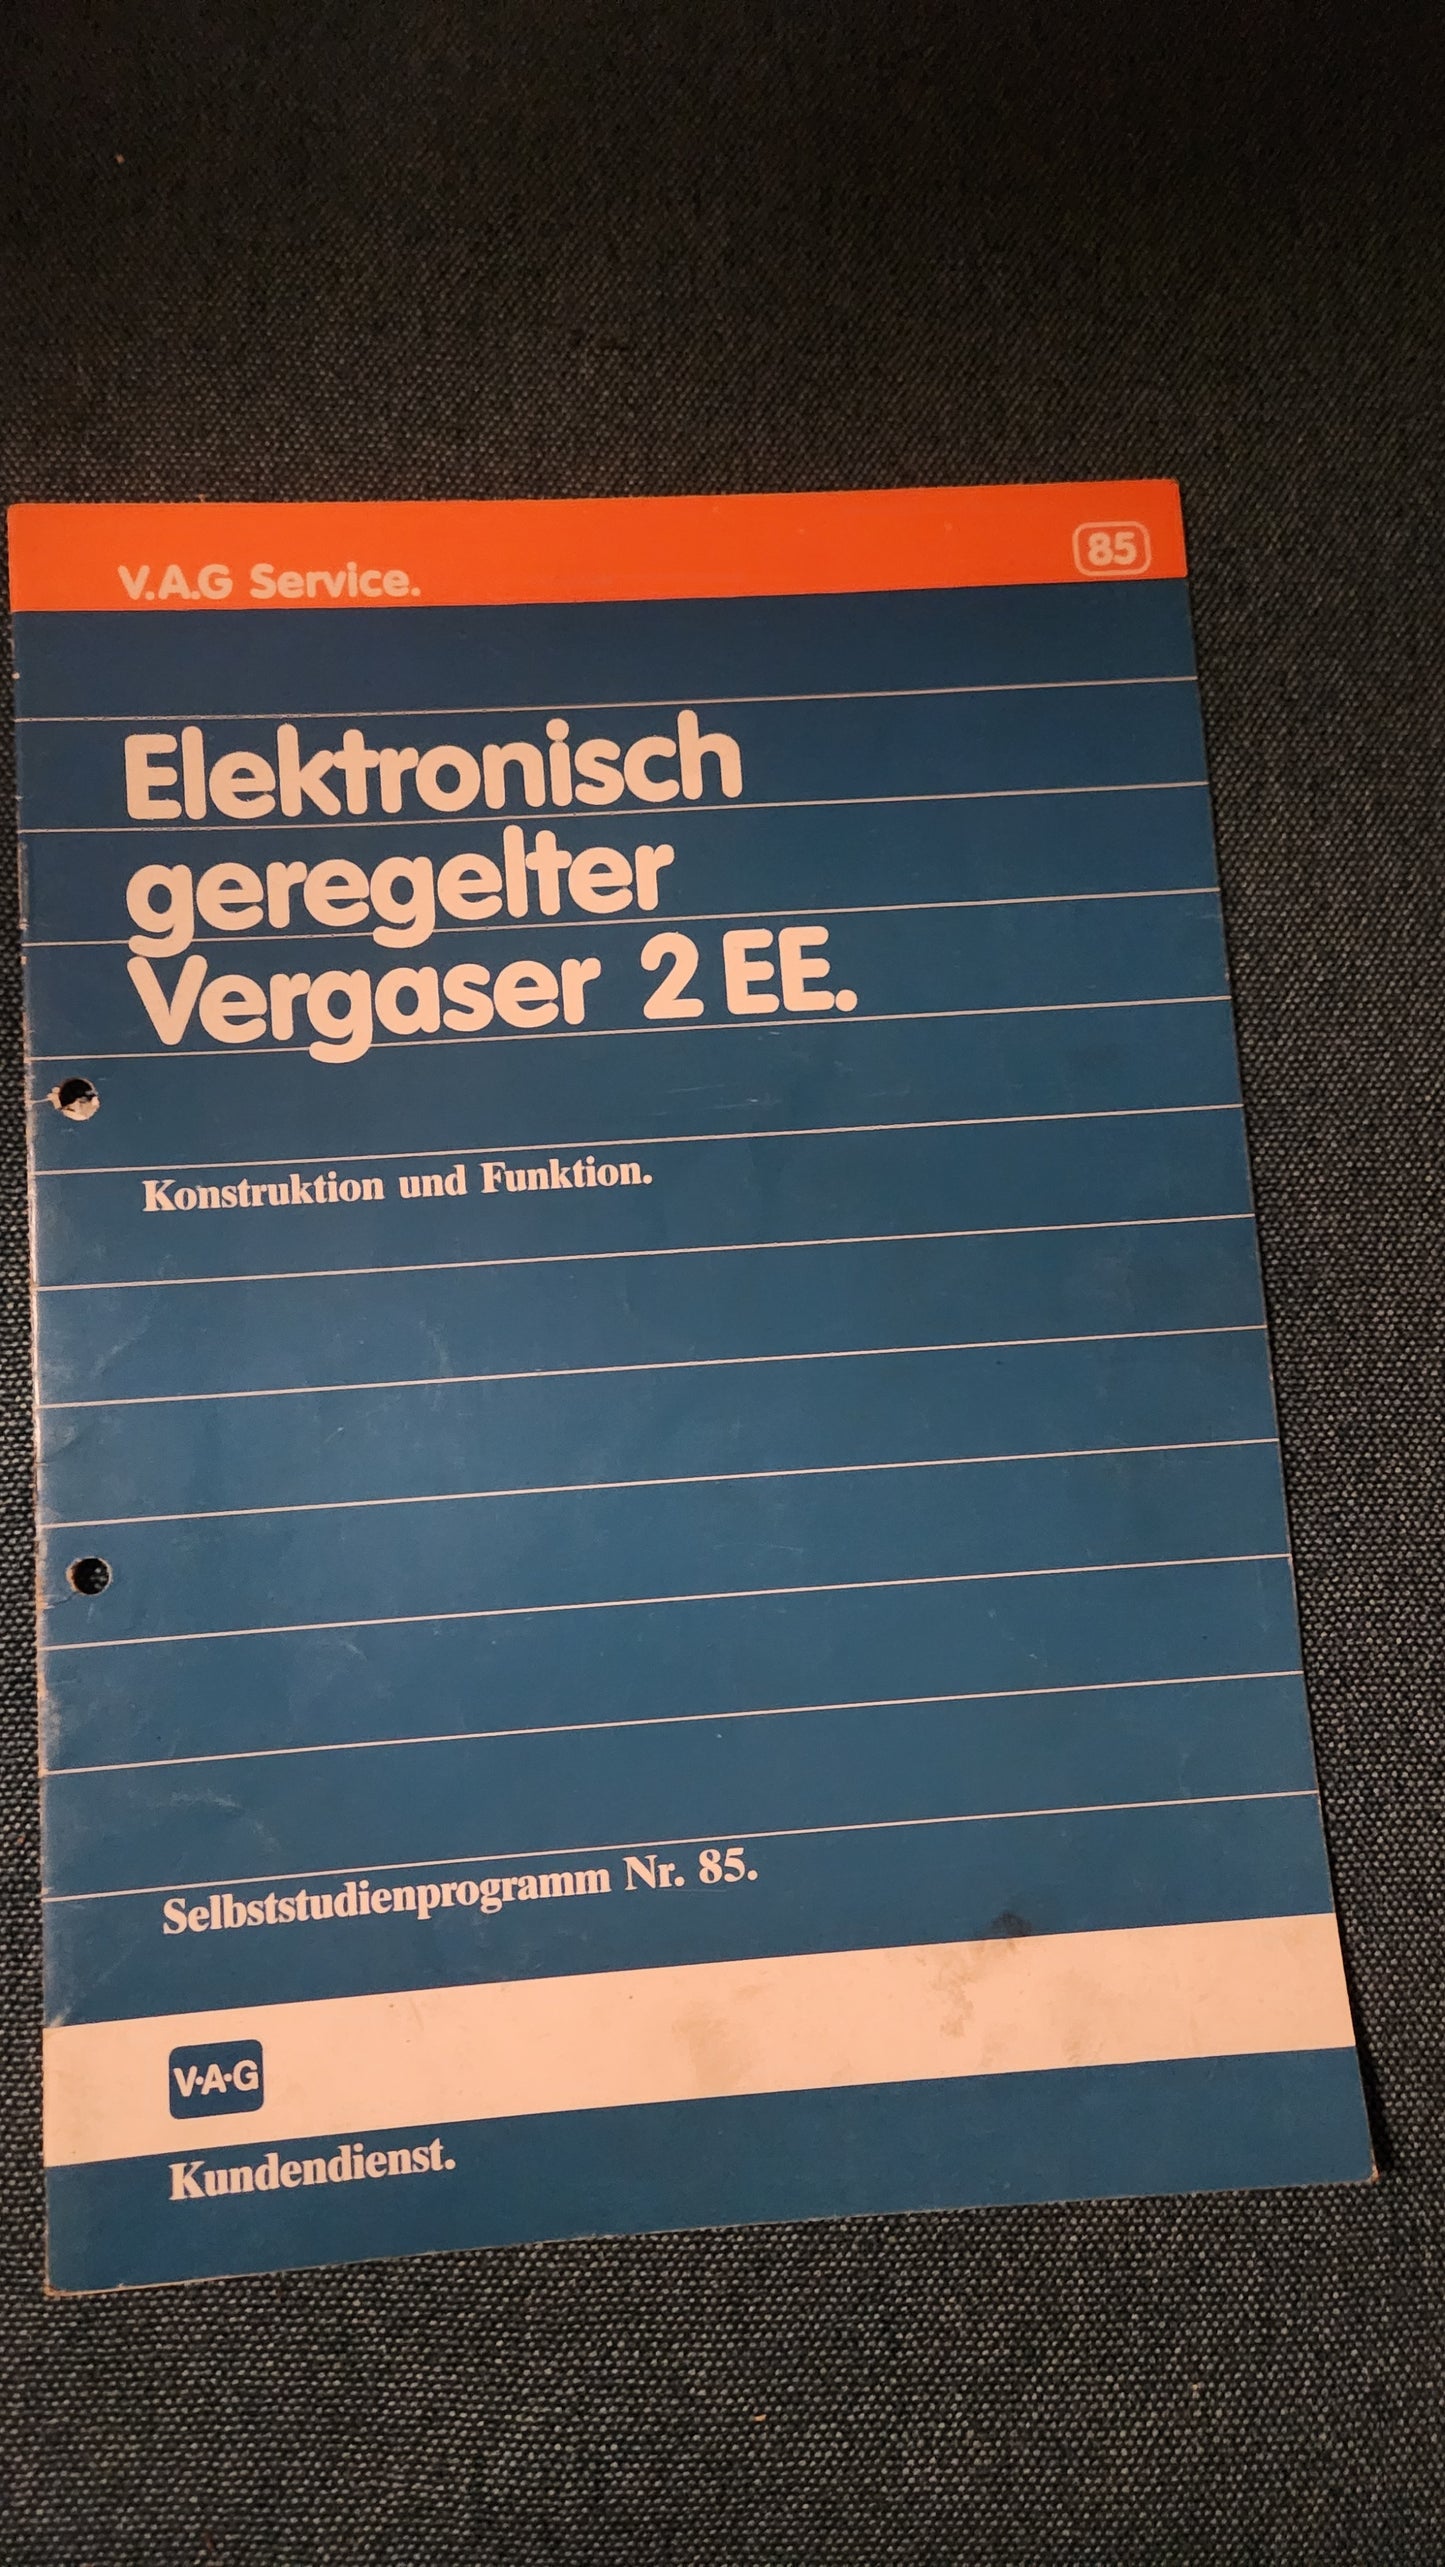 V.A.G Service.
85
Elektronisch
geregelter
Vergaser 2 EE.
Konstruktion und Funktion.
Selbststudienprogramm Nr. 85.
V·A·G
Kundendienst.